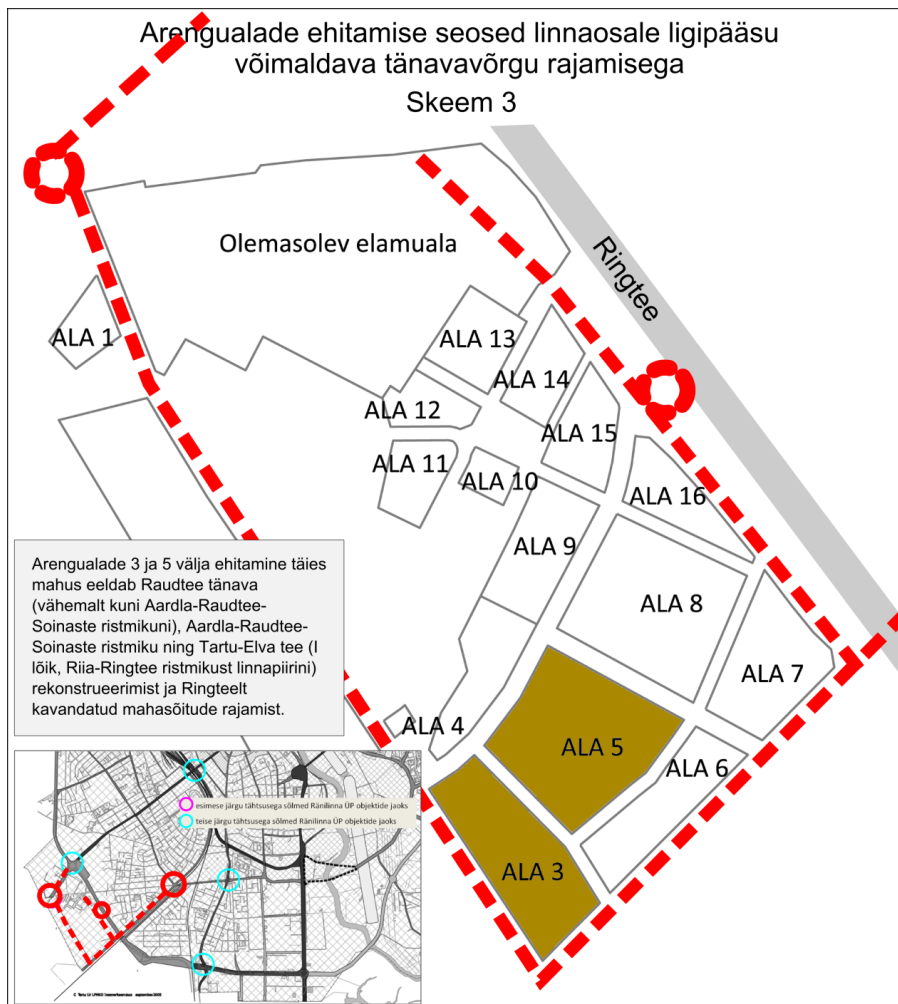 Arengualade ehitamise seosed linnaosale ligipääsu
võimaldava tänavavõrgu rajamisega
Skeem 3
Olemasolev elamuala
Ringtee
ALA 1
ALA 13
ALA 14
ALA 12
ALA 15
ALA 11
ALA 10
ALA 16
ALA 9
ALA 8
ALA 7
ALA 4
ALA 5
ALA 6
ALA 3
Arengualade 3 ja 5 välja ehitamine täies
mahus eeldab Raudtee tänava
(vähemalt kuni Aardla-Raudtee-
Soinaste ristmikuni), Aardla-Raudtee-
Soinaste ristmiku ning Tartu-Elva tee (I
lõik, Riia-Ringtee ristmikust linnapiirini)
rekonstrueerimist ja Ringteelt
kavandatud mahasõitude rajamist.
esimese järgu tähtsusega sõlmed Ränilinna ÜP objektide jaoks
teise järgu tähtsusega sõlmed Ränilinna ÜP objektide jaoks